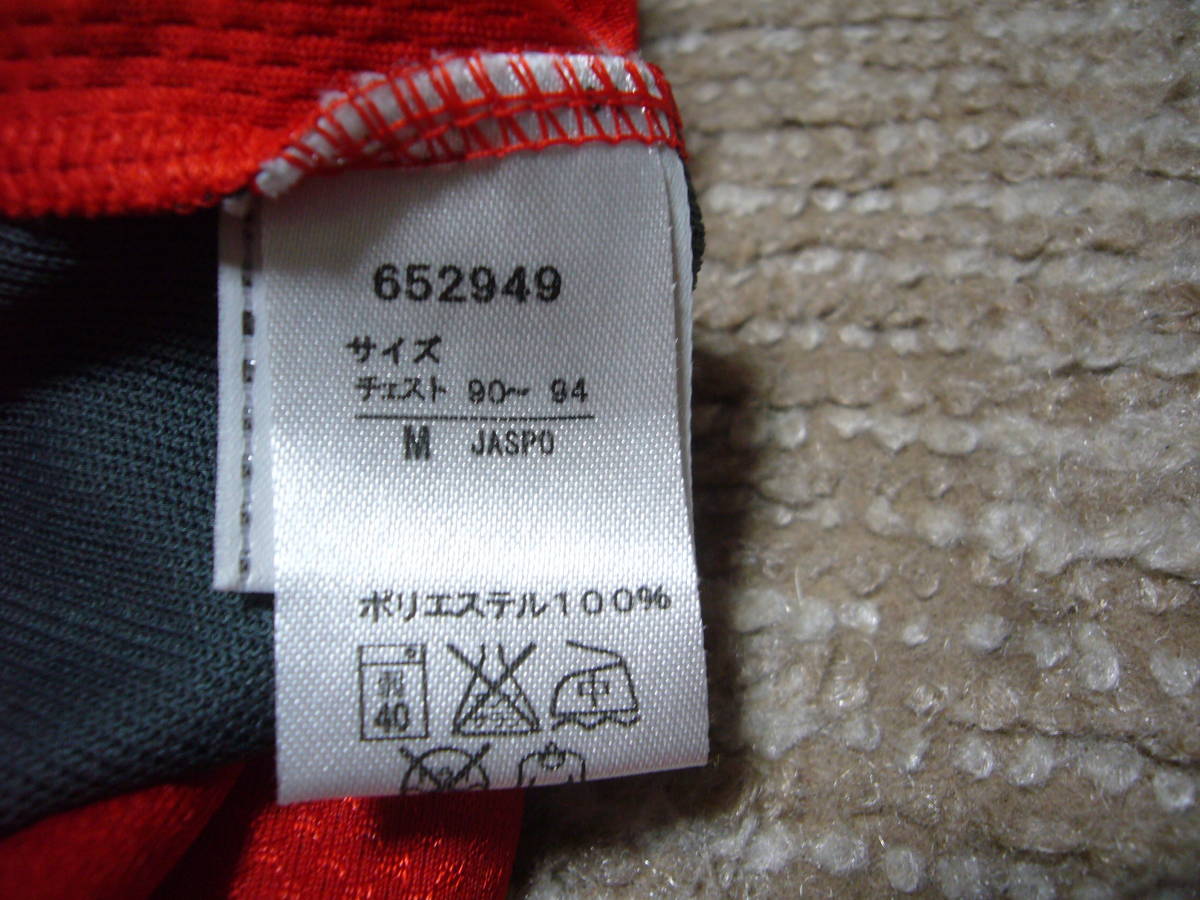 652949
サイズ
チェスト 90～ 94
M JASPO
ポリエステル100%
弱
40
中